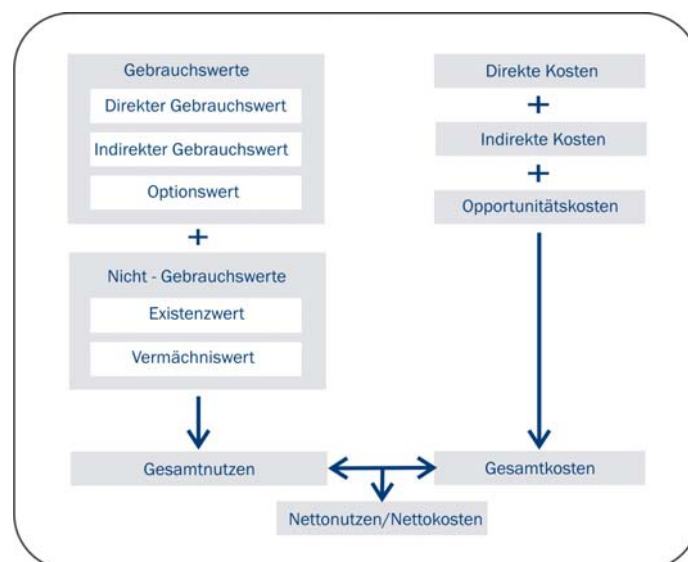 Gebrauchswerte
Direkter Gebrauchswert
Indirekter Gebrauchswert
Optionswert
+
Nicht - Gebrauchswerte
Existenzwert
Vermächniswert
Gesamtnutzen
Direkte Kosten
+
Indirekte Kosten
+
Opportunitätskosten
Gesamtkosten
Nettonutzen/Nettokosten